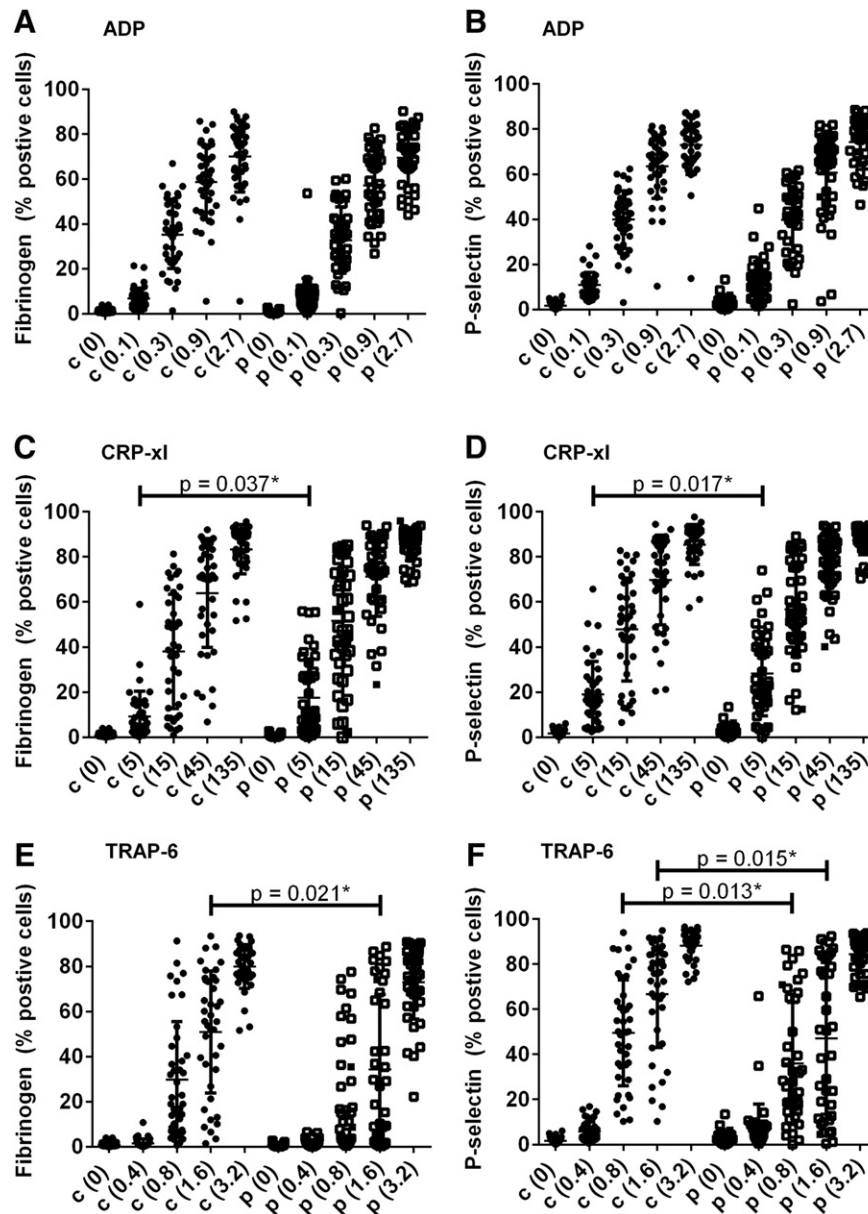 A ADP
Fibrinogen (% postive cells)
100
80
60
40
20
0
c (0) c (0.1) c (0.3) c (0.9) c (2.7) p (0) p (0.1) p (0.3) p (0.9) p (2.7)
B ADP
P-selectin (% postive cells)
100
80
60
40
20
0
c (0) c (0.1) c (0.3) c (0.9) c (2.7) p (0) p (0.1) p (0.3) p (0.9) p (2.7)
C CRP-xl
p = 0.037*
Fibrinogen (% postive cells)
100
80
60
40
20
0
c (0) c (5) c (15) c (45) c (135) p (0) p (5) p (15) p (45) p (135)
D CRP-xl
p = 0.017*
P-selectin (% postive cells)
100
80
60
40
20
0
c (0) c (5) c (15) c (45) c (135) p (0) p (5) p (15) p (45) p (135)
E TRAP-6
p = 0.021*
Fibrinogen (% postive cells)
100
80
60
40
20
0
c (0) c (0.4) c (0.8) c (1.6) c (3.2) p (0) p (0.4) p (0.8) p (1.6) p (3.2)
F TRAP-6
p = 0.015*
p = 0.013*
P-selectin (% postive cells)
100
80
60
40
20
0
c (0) c (0.4) c (0.8) c (1.6) c (3.2) p (0) p (0.4) p (0.8) p (1.6) p (3.2)